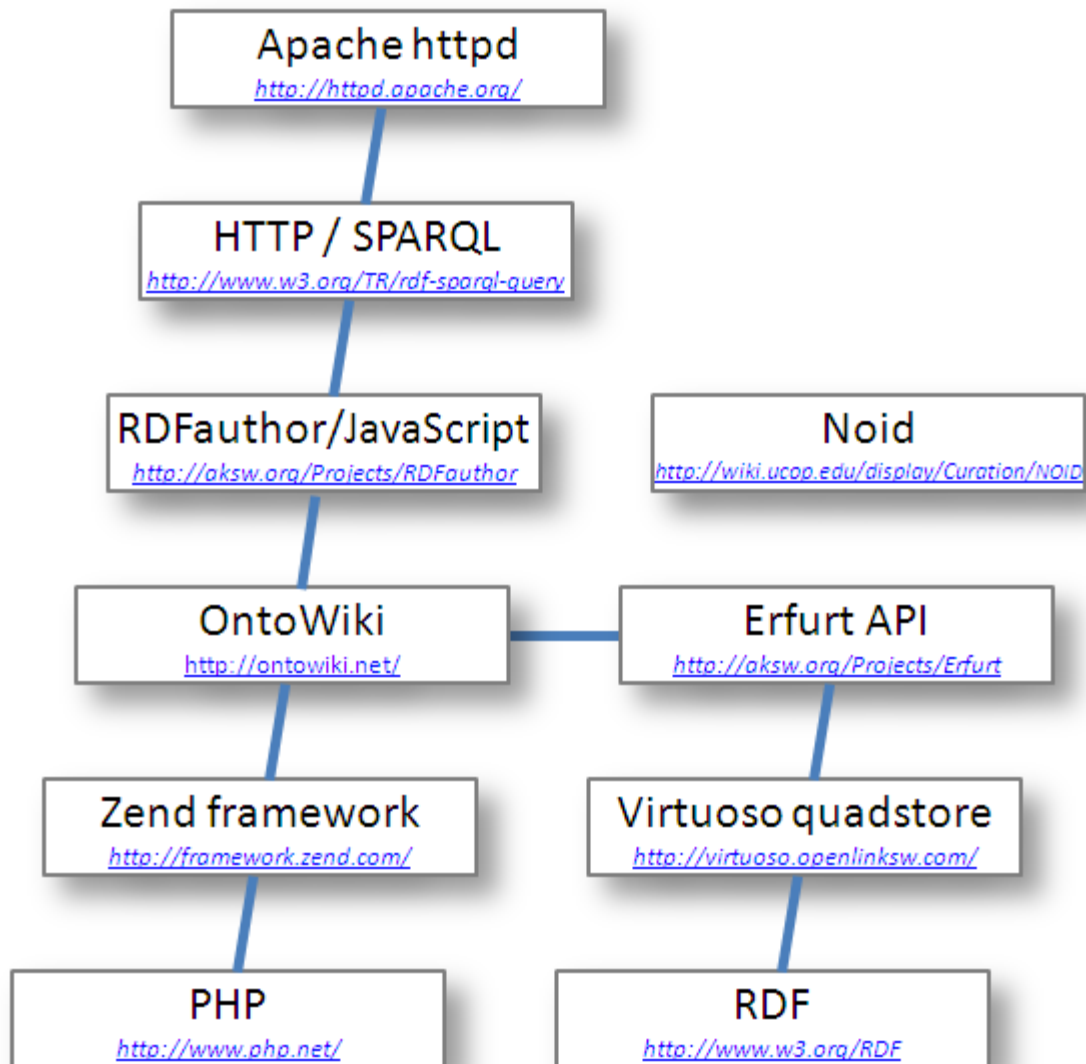 Apache httpd
http://httpd.apache.org/
HTTP / SPARQL
http://www.w3.org/TR/rdf-sparql-query
RDFauthor/JavaScript
http://aksw.org/Projects/RDFauthor
Noid
http://wiki.ucop.edu/display/Curation/NOID
OntoWiki
http://ontowiki.net/
Erfurt API
http://aksw.org/Projects/Erfurt
Zend framework
http://framework.zend.com/
Virtuoso quadstore
http://virtuoso.openlinksw.com/
PHP
http://www.php.net/
RDF
http://www.w3.org/RDF